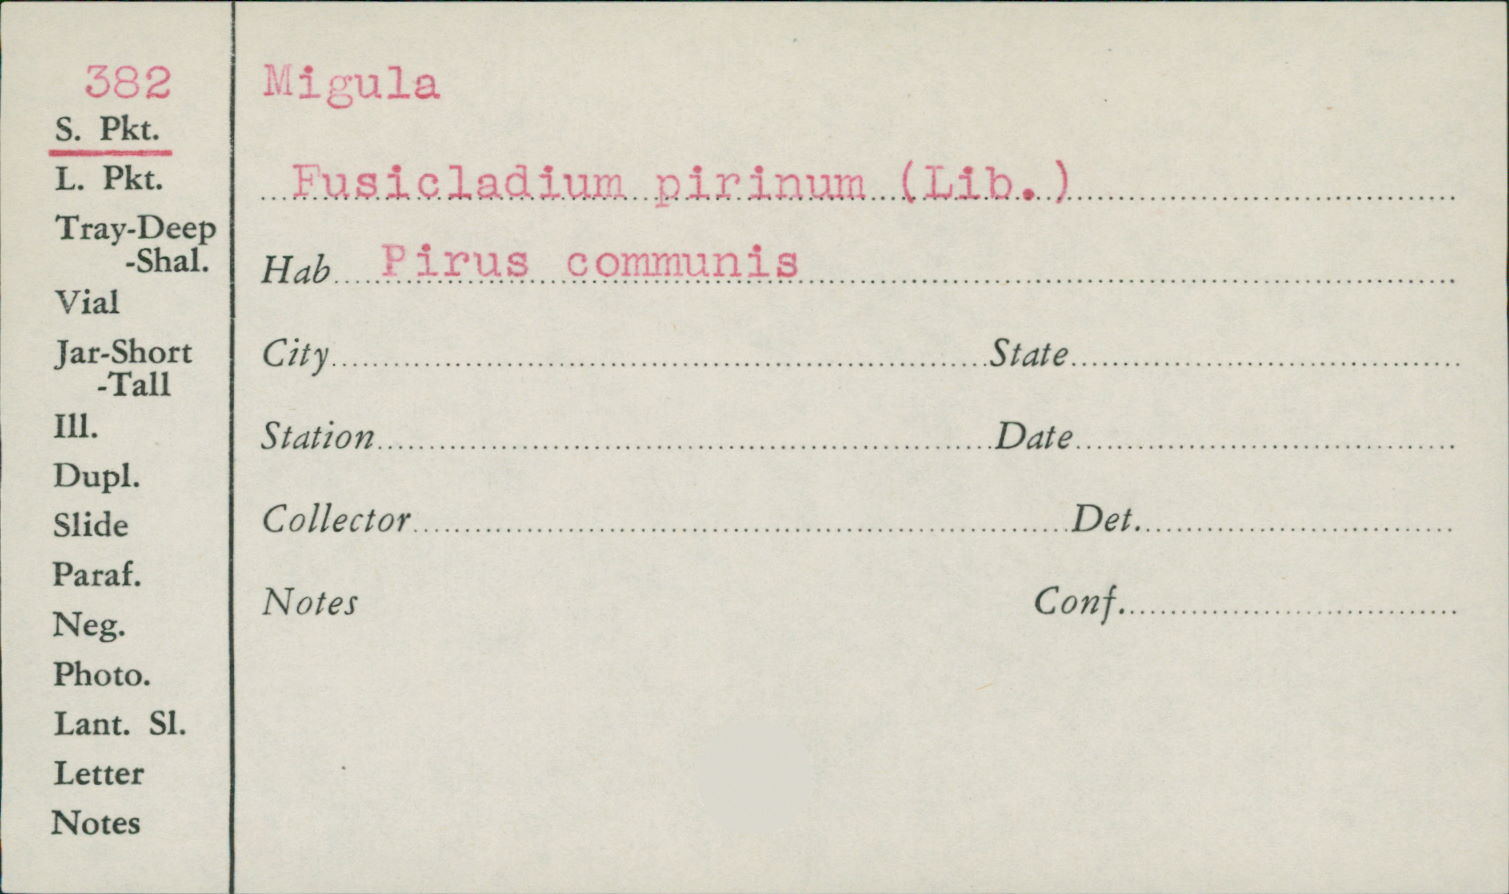 382
S. Pkt.
L. Pkt.
Tray-Deep
-Shal.
Vial
Jar-Short
-Tall
Ill.
Dupl.
Slide
Paraf.
Neg.
Photo.
Lant. Sl.
Letter
Notes
Migula
Fusicladium pirinum (Lib.)
Hab Pirus communis
City State
Station Date
Collector Det.
Notes Conf.